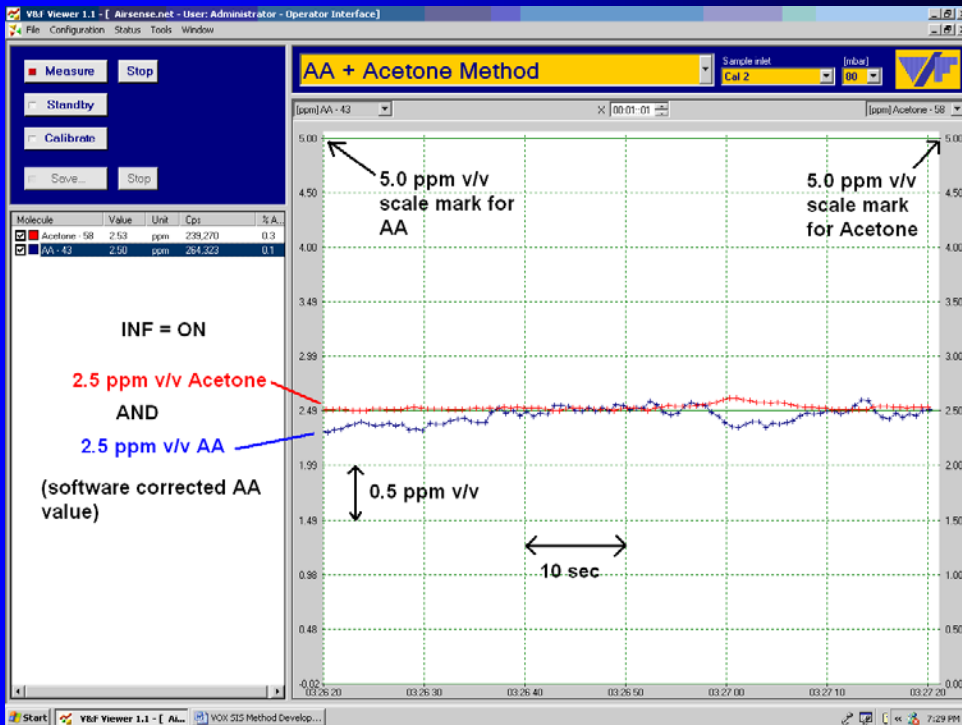 V&F Viewer 1.1 - [ Airsense.net - User: Administrator - Operator Interface]
File Configuration Status Tools Window
Measure Stop
Standby
Calibrate
Save... Stop
AA + Acetone Method
Sample inlet
Cal 2
[mbar]
80
V&F
[ppm] AA - 43
X 00:01-01
[ppm] Acetone - 58
Molecule Value Unit Cps % A...
Acetone - 58 2.53 ppm 239,270 0.3
AA - 43 2.50 ppm 264,323 0.1
INF = ON
2.5 ppm v/v Acetone
AND
2.5 ppm v/v AA
(software corrected AA
value)
5.00
4.50
4.00
3.49
2.99
2.49
1.99
1.49
0.98
0.48
-0.02
5.0 ppm v/v
scale mark for
AA
5.0 ppm v/v
scale mark
for Acetone
0.5 ppm v/v
10 sec
5.00
4.50
4.00
3.50
3.00
2.50
2.00
1.50
1.00
0.50
0.00
03:26 20 03:26 30 03:26 40 03:26 50 03:27 00 03:27 10 03:27 20
Start V&F Viewer 1.1 - [ Ai... VOX SIS Method Develop... 7:29 PM